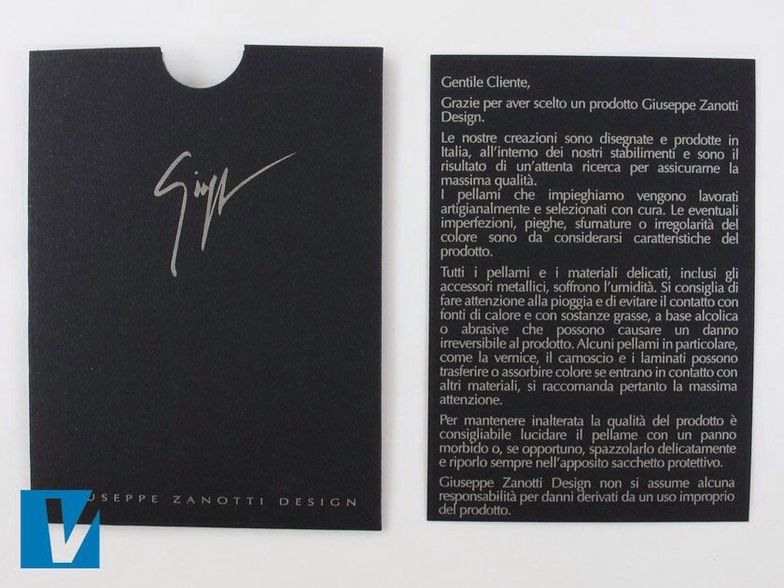 USEPPE ZANOTTI DESIGN
V
Gentile Cliente,
Grazie per aver scelto un prodotto Giuseppe Zanotti
Design.
Le nostre creazioni sono disegnate e prodotte in
Italia, all'interno dei nostri stabilimenti e sono il
risultato di un'attenta ricerca per assicurarne la
massima qualità.
I pellami che impieghiamo vengono lavorati
artigianalmente e selezionati con cura. Le eventuali
imperfezioni, pieghe, sfumature o irregolarità del
colore sono da considerarsi caratteristiche del
prodotto.
Tutti i pellami e i materiali delicati, inclusi gli
accessori metallici, soffrono l'umidità. Si consiglia di
fare attenzione alla pioggia e di evitare il contatto con
fonti di calore e con sostanze grasse, a base alcolica
o abrasive che possono causare un danno
irreversibile al prodotto. Alcuni pellami in particolare,
come la vernice, il camoscio e i laminati possono
trasferire o assorbire colore se entrano in contatto con
altri materiali, si raccomanda pertanto la massima
attenzione.
Per mantenere inalterata la qualità del prodotto è
consigliabile lucidare il pellame con un panno
morbido o, se opportuno, spazzolarlo delicatamente
e riporlo sempre nell'apposito sacchetto protettivo.
Giuseppe Zanotti Design non si assume alcuna
responsabilità per danni derivati da un uso improprio
del prodotto.